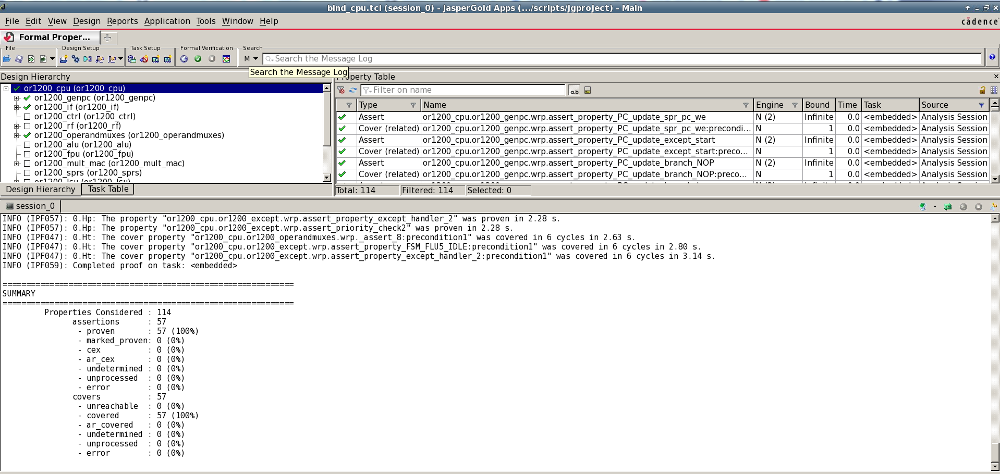 bind_cpu.tcl (session_0) - JasperGold Apps (.../scripts/jgproject) - Main
File Edit View Design Reports Application Tools Window Help
cādence
Formal Proper...
File Design Setup Task Setup Formal Verification Search
M Search the Message Log
Search the Message Log
Design Hierarchy
or1200_cpu (or1200_cpu)
or1200_genpc (or1200_genpc)
or1200_if (or1200_if)
or1200_ctrl (or1200_ctrl)
or1200_rf (or1200_rf)
or1200_operandmuxes (or1200_operandmuxes)
or1200_alu (or1200_alu)
or1200_fpu (or1200_fpu)
or1200_mult_mac (or1200_mult_mac)
or1200_sprs (or1200_sprs)
Design Hierarchy Task Table
Property Table
Filter on name
a.b
Type Name Engine Bound Time Task Source
Assert or1200_cpu.or1200_genpc.wrp.assert_property_PC_update_spr_pc_we N (2) Infinite 0.0 <embedded> Analysis Session
Cover (related) or1200_cpu.or1200_genpc.wrp.assert_property_PC_update_spr_pc_we:precondi... N 1 0.0 <embedded> Analysis Session
Assert or1200_cpu.or1200_genpc.wrp.assert_property_PC_update_except_start N (2) Infinite 0.0 <embedded> Analysis Session
Cover (related) or1200_cpu.or1200_genpc.wrp.assert_property_PC_update_except_start:preco... N 1 0.0 <embedded> Analysis Session
Assert or1200_cpu.or1200_genpc.wrp.assert_property_PC_update_branch_NOP N (2) Infinite 0.0 <embedded> Analysis Session
Cover (related) or1200_cpu.or1200_genpc.wrp.assert_property_PC_update_branch_NOP:preco... N 1 0.0 <embedded> Analysis Session
Total: 114 Filtered: 114 Selected: 0
session_0
INFO (IPF057): 0.Hp: The property "or1200_cpu.or1200_except.wrp.assert_property_except_handler_2" was proven in 2.28 s.
INFO (IPF057): 0.Hp: The property "or1200_cpu.or1200_except.wrp.assert_priority_check2" was proven in 2.28 s.
INFO (IPF047): 0.Ht: The cover property "or1200_cpu.or1200_operandmuxes.wrp._assert_8:precondition1" was covered in 6 cycles in 2.63 s.
INFO (IPF047): 0.Ht: The cover property "or1200_cpu.or1200_except.wrp.assert_property_FSM_FLU5_IDLE:precondition1" was covered in 6 cycles in 2.80 s.
INFO (IPF047): 0.Ht: The cover property "or1200_cpu.or1200_except.wrp.assert_property_except_handler_2:precondition1" was covered in 6 cycles in 3.14 s.
INFO (IPF059): Completed proof on task: <embedded>
==============================================================
SUMMARY
==============================================================
Properties Considered : 114
assertions : 57
- proven : 57 (100%)
- marked_proven: 0 (0%)
- cex : 0 (0%)
- ar_cex : 0 (0%)
- undetermined : 0 (0%)
- unprocessed : 0 (0%)
- error : 0 (0%)
covers : 57
- unreachable : 0 (0%)
- covered : 57 (100%)
- ar_covered : 0 (0%)
- undetermined : 0 (0%)
- unprocessed : 0 (0%)
- error : 0 (0%)